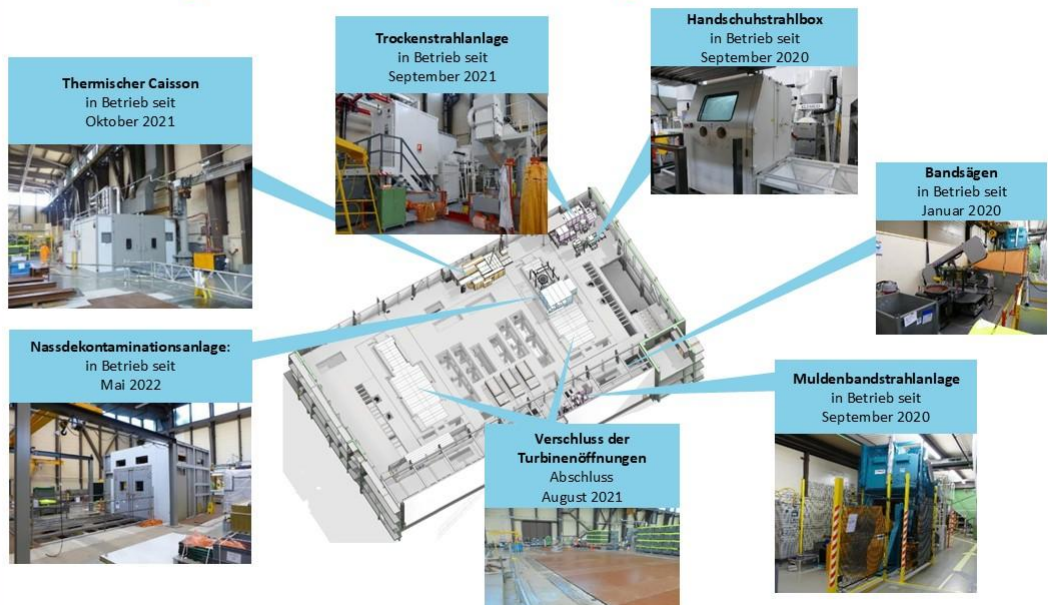 Thermischer Caisson
in Betrieb seit
Oktober 2021
Trockenstrahlanlage
in Betrieb seit
September 2021
Handschuhstrahlbox
in Betrieb seit
September 2020
Bandsägen
in Betrieb seit
Januar 2020
Nassdekontaminationsanlage:
in Betrieb seit
Mai 2022
Verschluss der
Turbinenöffnungen
Abschluss
August 2021
Muldenbandstrahlanlage
in Betrieb seit
September 2020